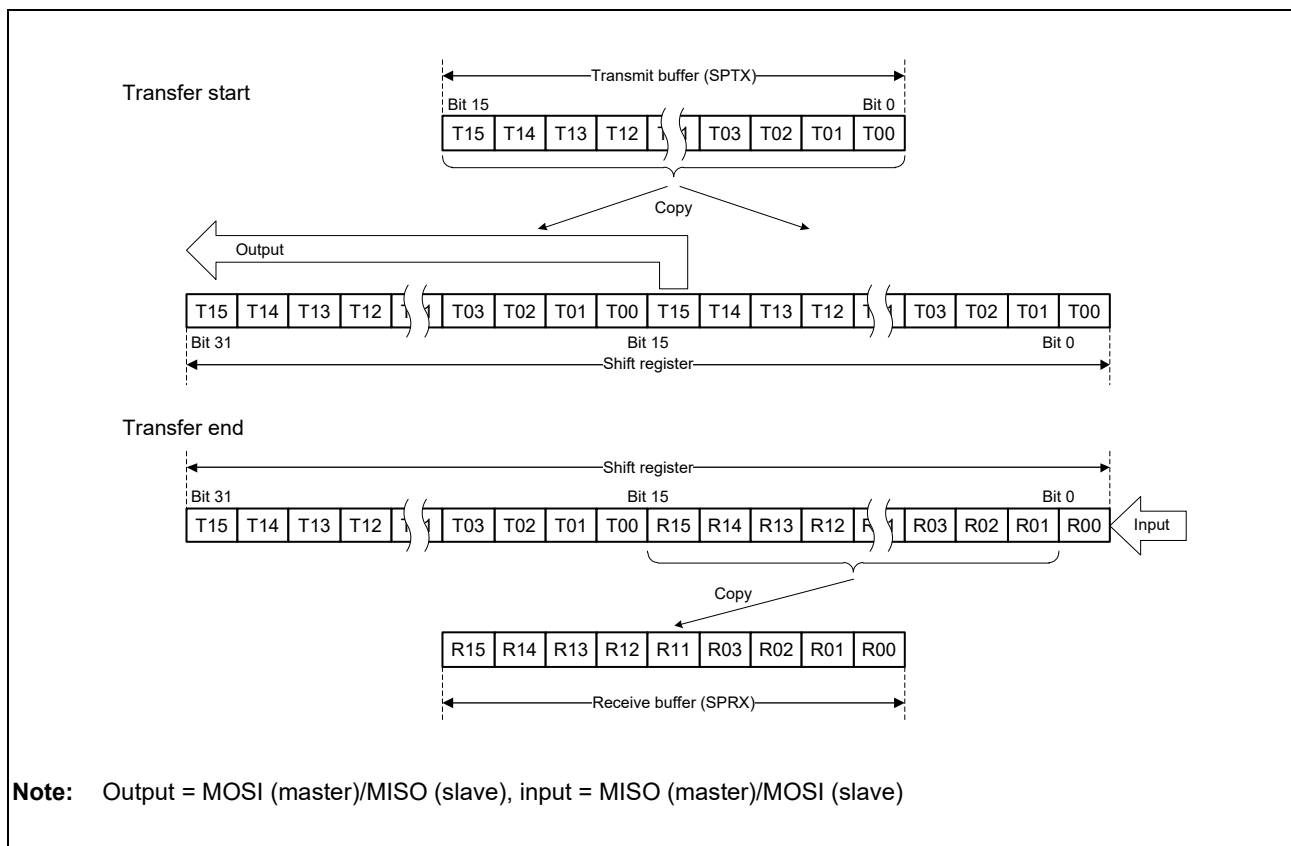 Transmit buffer (SPTX)
Transfer start
Bit 15 Bit 0
T15 T14 T13 T12 T03 T02 T01 T00
Copy
Output
T15 T14 T13 T12 T03 T02 T01 T00 T15 T14 T13 T12 T03 T02 T01 T00
Bit 31 Bit 15 Bit 0
Shift register
Transfer end
Shift register
Bit 31 Bit 15 Bit 0
T15 T14 T13 T12 T03 T02 T01 T00 R15 R14 R13 R12 R03 R02 R01 R00 Input
Copy
R15 R14 R13 R12 R11 R03 R02 R01 R00
Receive buffer (SPRX)
Note: Output = MOSI (master)/MISO (slave), input = MISO (master)/MOSI (slave)